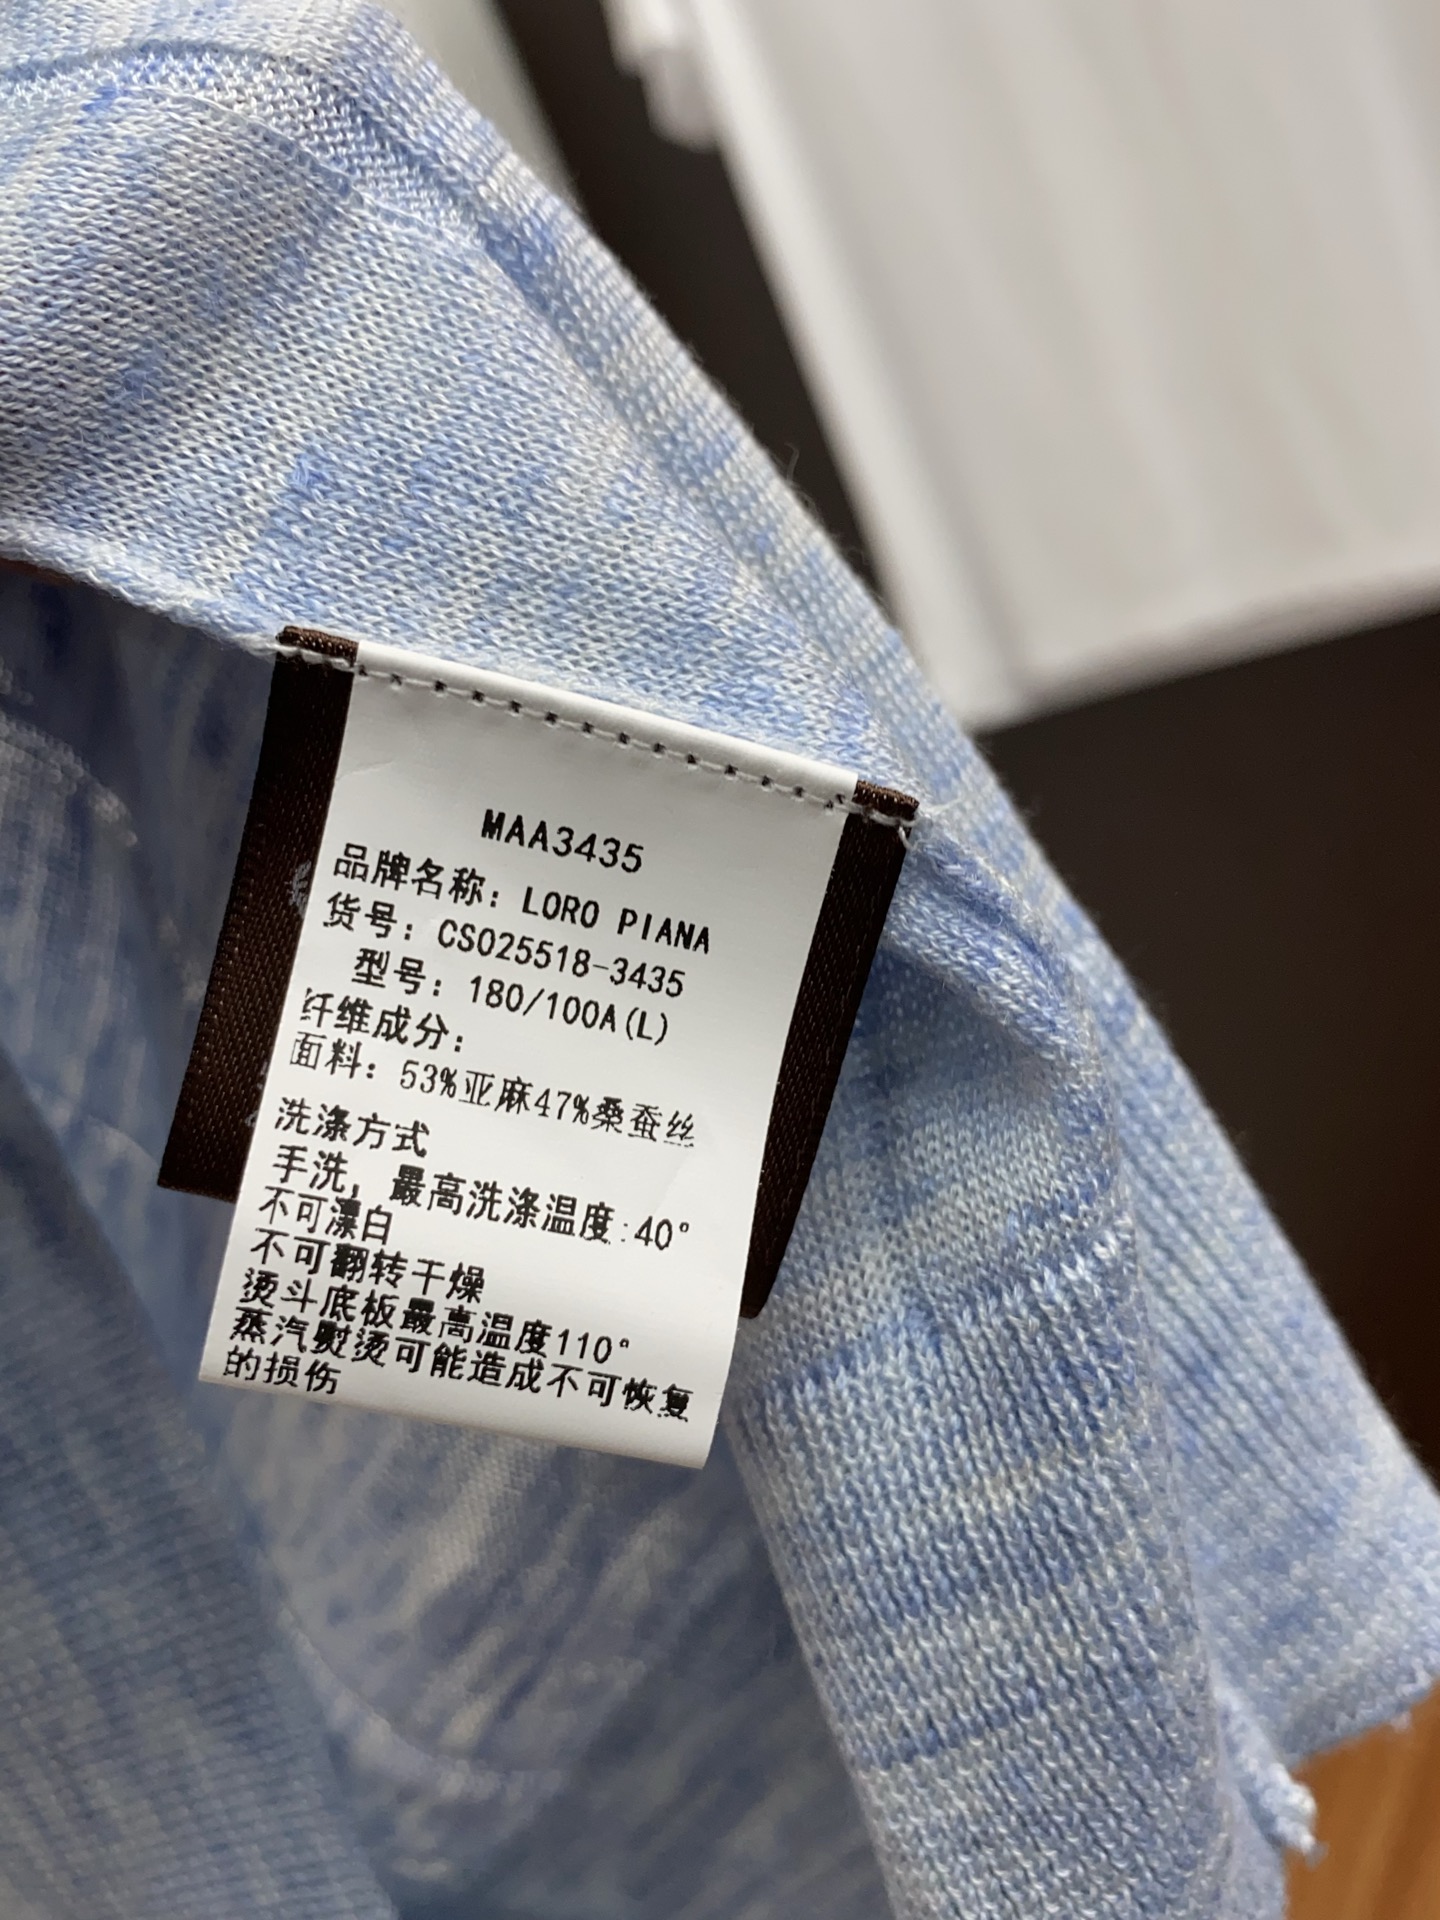 MAA3435
品牌名称: LORO PIANA
货号: CS025518-3435
型号: 180/100A(L)
纤维成分:
面料: 53%亚麻47%桑蚕丝
洗涤方式
手洗, 最高洗涤温度:40°
不可漂白
不可翻转干燥
烫斗底板最高温度110°
蒸汽熨烫可能造成不可恢复
的损伤